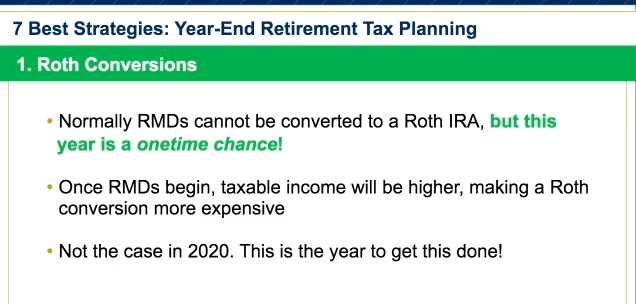 7 Best Strategies: Year-End Retirement Tax Planning
1. Roth Conversions
• Normally RMDs cannot be converted to a Roth IRA, but this
year is a onetime chance!
• Once RMDs begin, taxable income will be higher, making a Roth
conversion more expensive
• Not the case in 2020. This is the year to get this done!